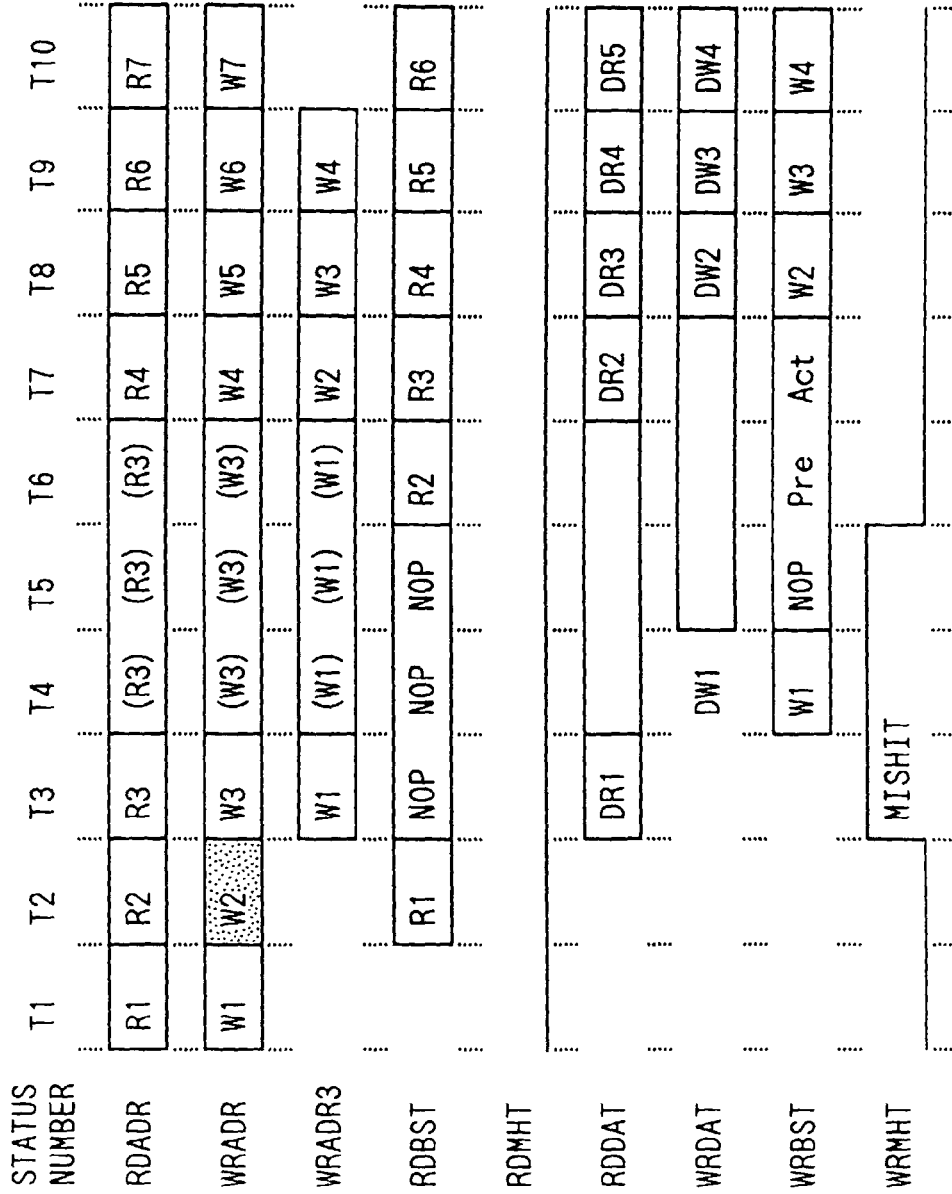 STATUS NUMBER T1 T2 T3 T4 T5 T6 T7 T8 T9 T10
RDADR R1 R2 R3 (R3) (R3) (R3) R4 R5 R6 R7
WRADR W1 W2 W3 (W3) (W3) (W3) W4 W5 W6 W7
WRADR3 W1 (W1) (W1) (W1) W2 W3 W4
RDBST R1 NOP NOP NOP R2 R3 R4 R5 R6
RDMHT
RDDAT DR1 DR2 DR3 DR4 DR5
WRDAT DW1 DW2 DW3 DW4
WRBST W1 NOP Pre Act W2 W3 W4
WRMHT MISHIT